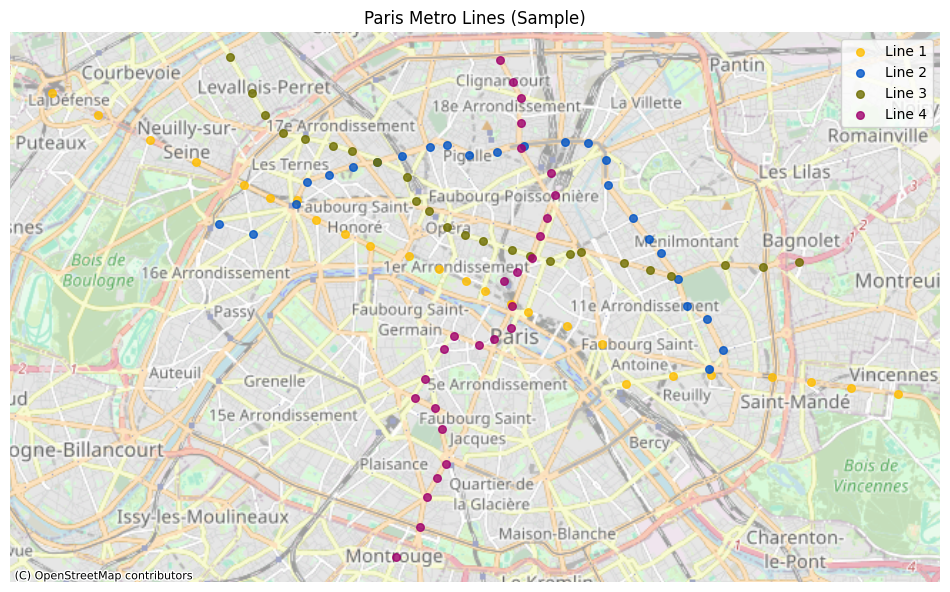 Paris Metro Lines (Sample)
Line 1
Line 2
Line 3
Line 4
Courbevoie
Pantin
Levallois-Perret
Clignancourt
La Défense
18e Arrondissement
La Villette
Puteaux
Neuilly-sur-
Seine
17e Arrondissement
Romainville
Les Ternes
Pigalle
Les Lilas
Faubourg Saint-
Honoré
Faubourg Poissonnière
Opéra
Ménilmontant
Bagnolet
Bois de
Boulogne
16e Arrondissement
1er Arrondissement
Montreui
Passy
Faubourg Saint-
Germain
11e Arrondissement
Paris
Faubourg Saint-
Antoine
Auteuil
Grenelle
5e Arrondissement
Reuilly
Vincennes
Saint-Mandé
15e Arrondissement
Faubourg Saint-
Jacques
ogne-Billancourt
Bercy
Plaisance
Quartier de
la Glacière
Bois de
Vincennes
Issy-les-Moulineaux
Maison-Blanche
Charenton-
le-Pont
Montrouge
(C) OpenStreetMap contributors